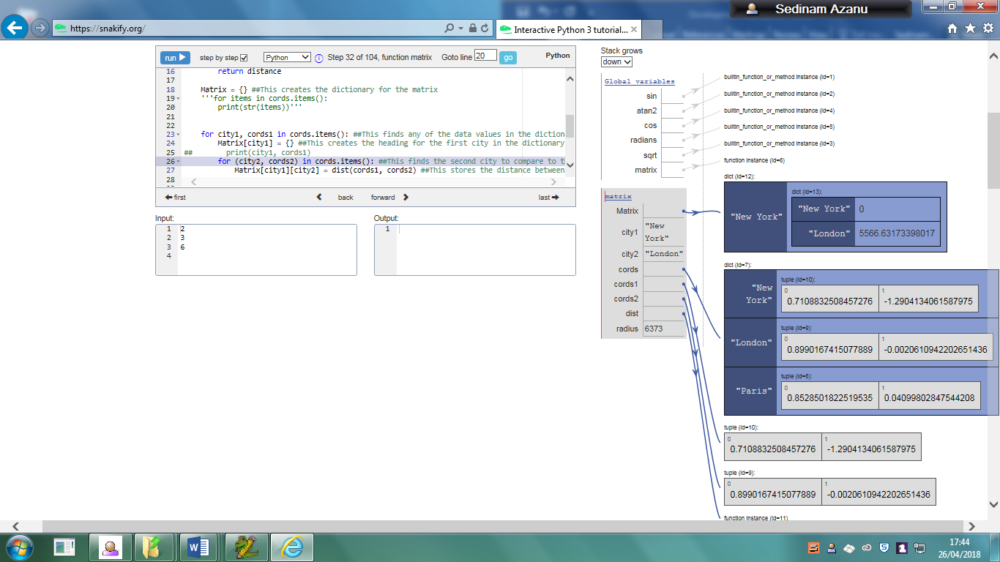 Sedinam Azanu
https://snakify.org/
Interactive Python 3 tutorial...
run step by step Python Step 32 of 104, function matrix Goto line 20 go Python
16 return distance
17
18 Matrix = {} ##This creates the dictionary for the matrix
19 '''for items in cords.items():
20 print(str(items))'''
21
22
23 for city1, cords1 in cords.items(): ##This finds any of the data values in the diction
24 Matrix[city1] = {} ##This creates the heading for the first city in the dictionary
25 ## print(city1, cords1)
26 for (city2, cords2) in cords.items(): ##This finds the second city to compare to t
27 Matrix[city1][city2] = dist(cords1, cords2) ##This stores the distance between
28
first back forward last
Input:
1 2
2 3
3 6
4
Output:
1
Stack grows
down
Global variables
sin
atan2
cos
radians
sqrt
matrix
builtin_function_or_method instance (id=1)
builtin_function_or_method instance (id=2)
builtin_function_or_method instance (id=4)
builtin_function_or_method instance (id=5)
builtin_function_or_method instance (id=3)
function instance (id=6)
matrix
Matrix
city1 "New York"
city2 "London"
cords
cords1
cords2
dist
radius 6373
dict (id=12):
"New York"
dict (id=13):
"New York" 0
"London" 5566.63173398017
dict (id=7):
"New York"
tuple (id=10):
0 1
0.7108832508457276 -1.2904134061587975
"London"
tuple (id=9):
0 1
0.8990167415077889 -0.0020610942202651436
"Paris"
tuple (id=8):
0 1
0.8528501822519535 0.04099802847544208
tuple (id=10):
0 1
0.7108832508457276 -1.2904134061587975
tuple (id=9):
0 1
0.8990167415077889 -0.0020610942202651436
function instance (id=11)
17:44
26/04/2018